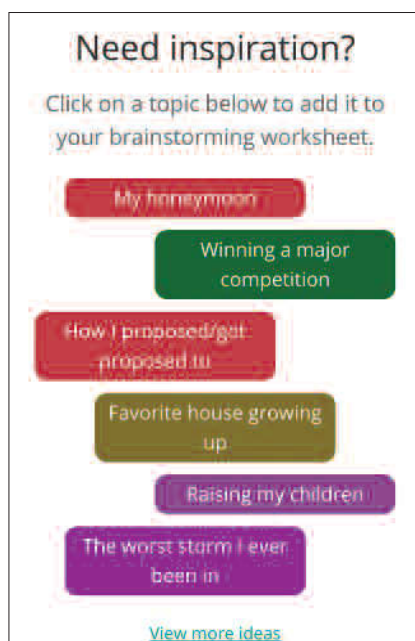 Need inspiration?
Click on a topic below to add it to
your brainstorming worksheet.
My honeymoon
Winning a major
competition
How I proposed/got
proposed to
Favorite house growing
up
Raising my children
The worst storm I ever
been in
View more ideas